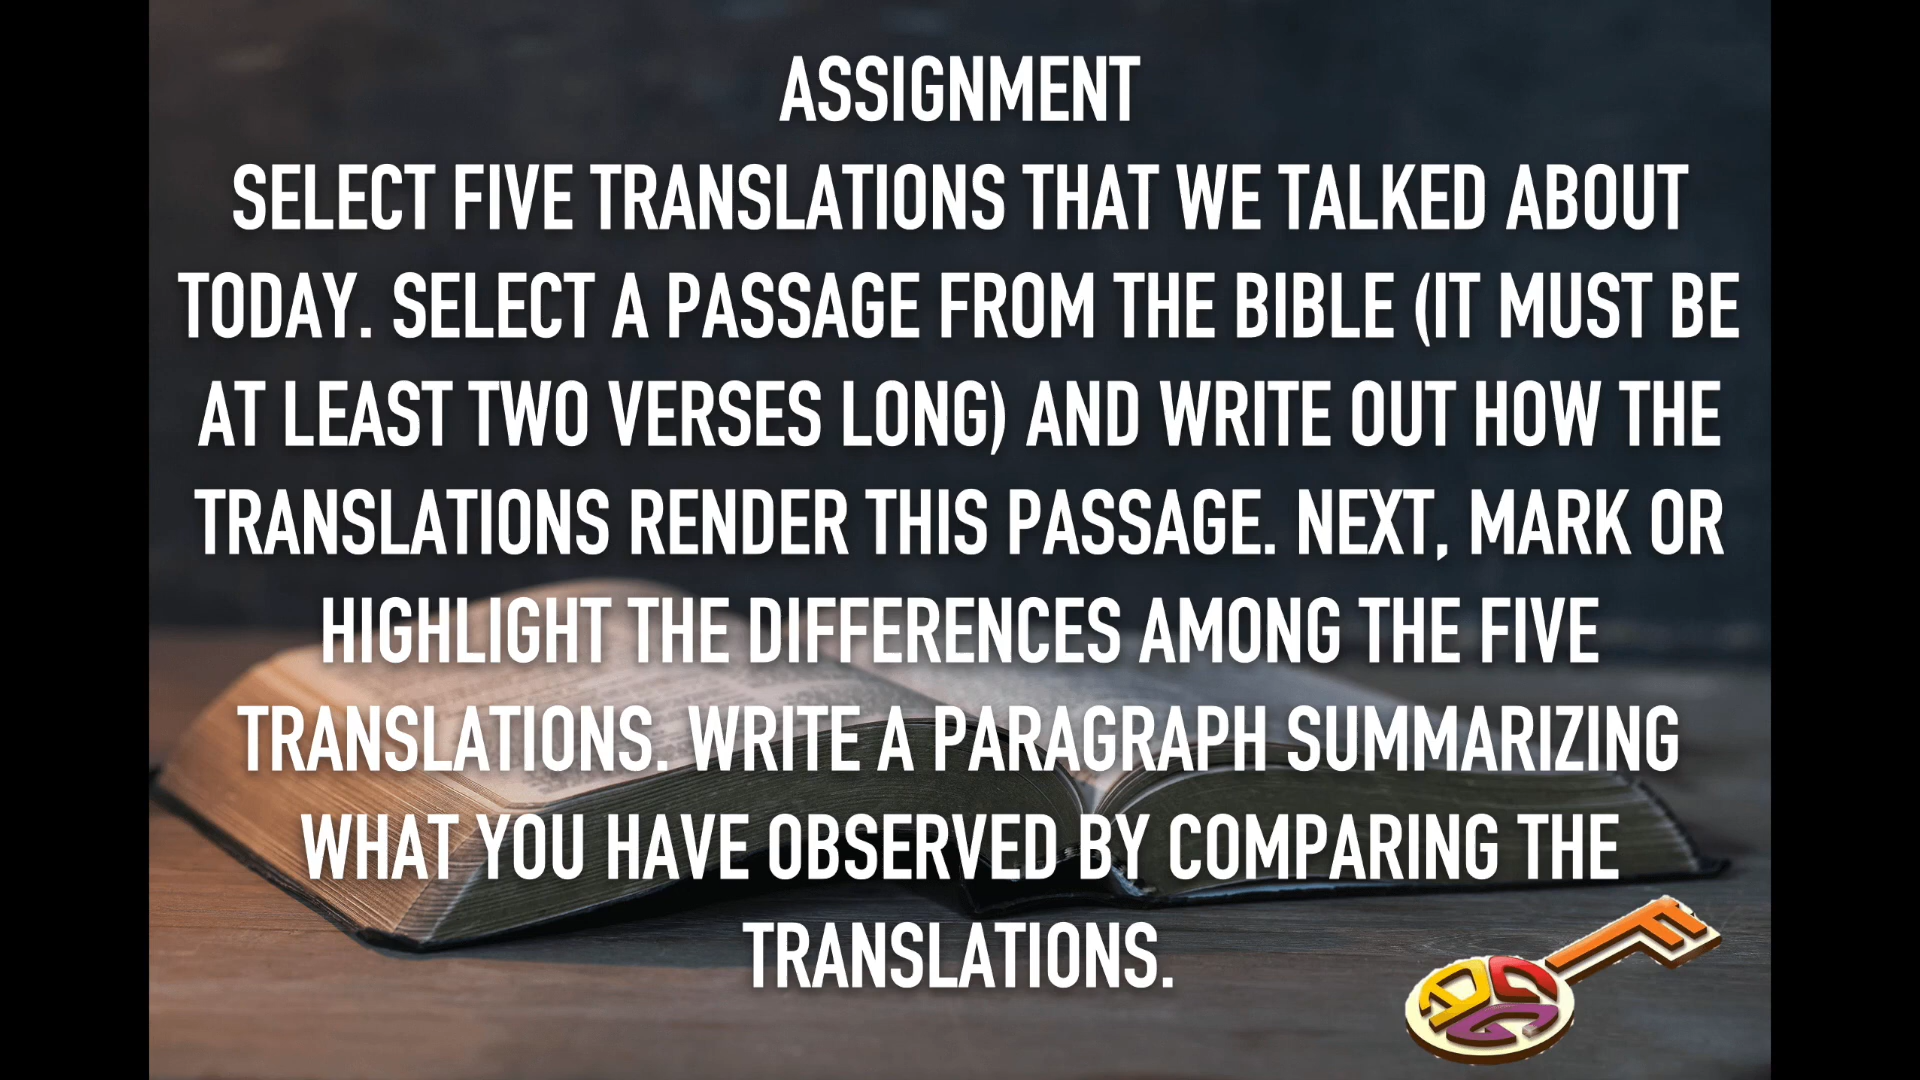 ASSIGNMENT
SELECT FIVE TRANSLATIONS THAT WE TALKED ABOUT
TODAY. SELECT A PASSAGE FROM THE BIBLE (IT MUST BE
AT LEAST TWO VERSES LONG) AND WRITE OUT HOW THE
TRANSLATIONS RENDER THIS PASSAGE. NEXT, MARK OR
HIGHLIGHT THE DIFFERENCES AMONG THE FIVE
TRANSLATIONS. WRITE A PARAGRAPH SUMMARIZING
WHAT YOU HAVE OBSERVED BY COMPARING THE
TRANSLATIONS.